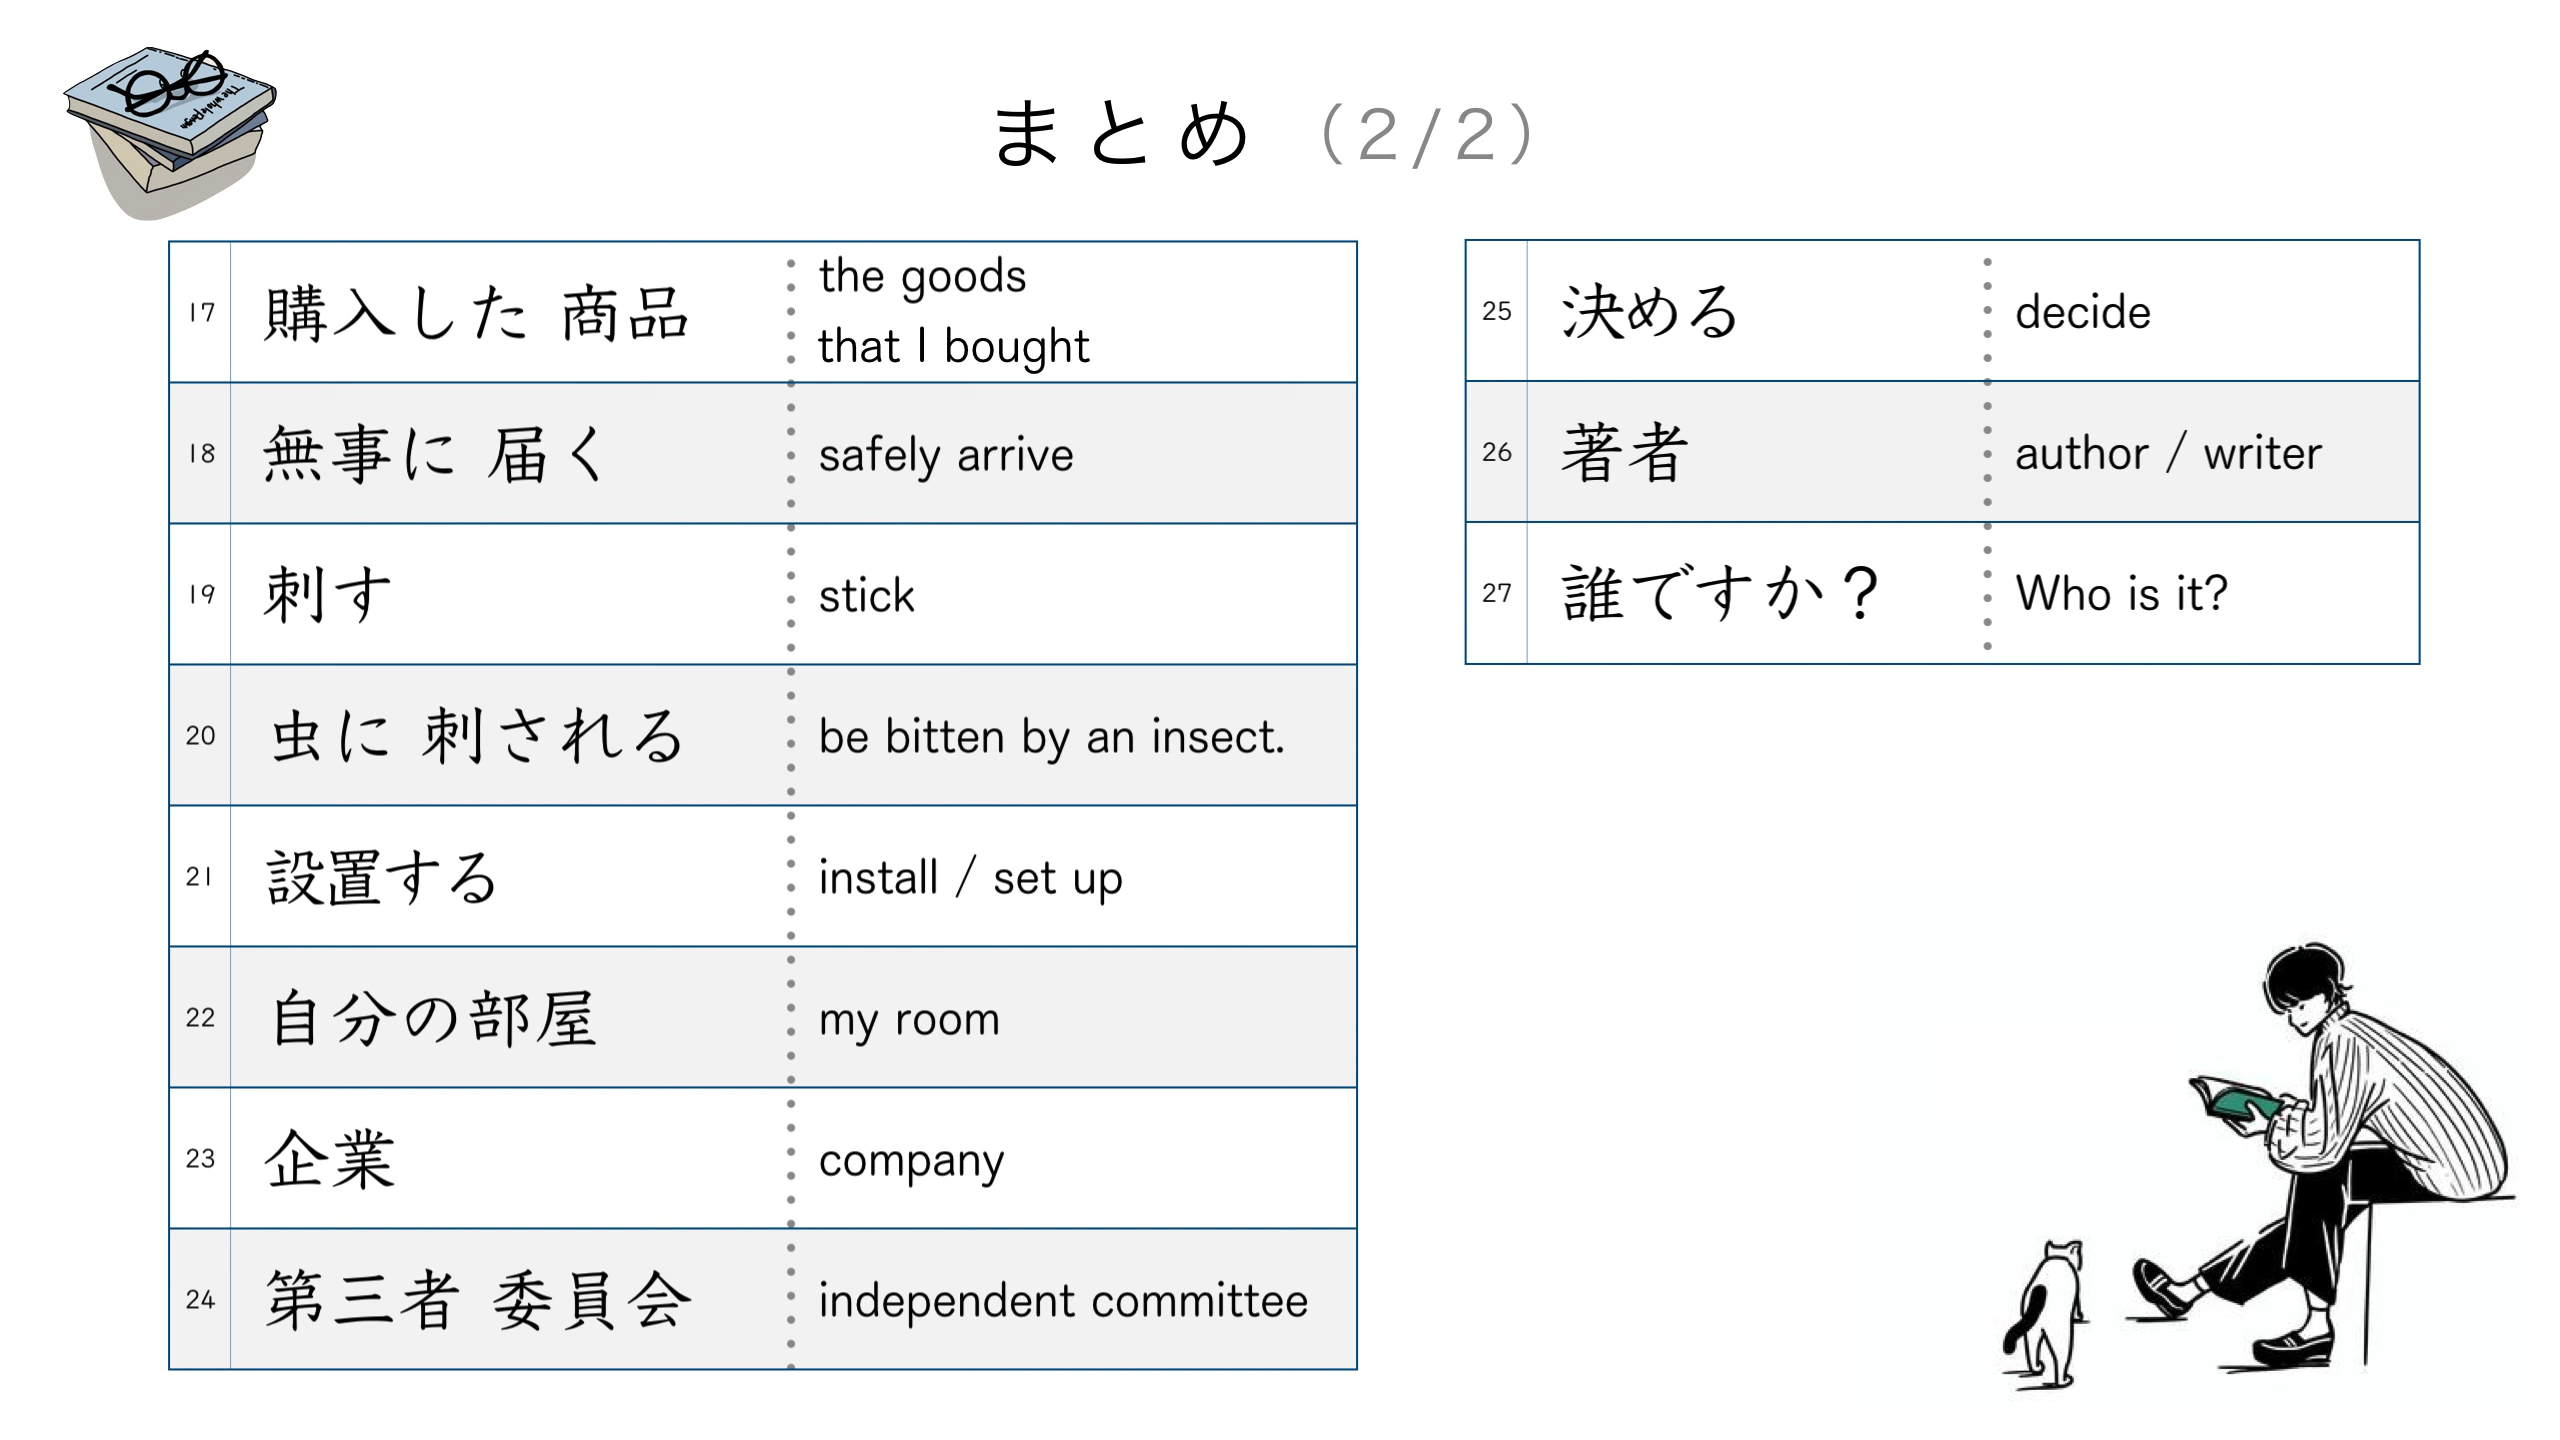 まとめ（2/2）
17 購入した 商品 the goods
that I bought
18 無事に 届く safely arrive
19 刺す stick
20 虫に 刺される be bitten by an insect.
21 設置する install / set up
22 自分の部屋 my room
23 企業 company
24 第三者 委員会 independent committee
25 決める decide
26 著者 author / writer
27 誰ですか？ Who is it?